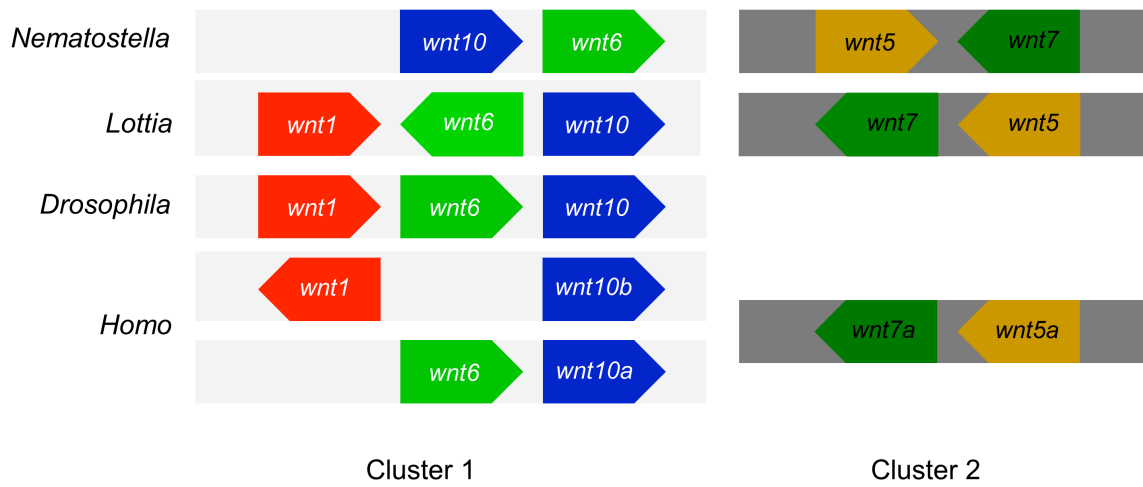 Nematostella wnt10 wnt6 wnt5 wnt7
Lottia wnt1 wnt6 wnt10 wnt7 wnt5
Drosophila wnt1 wnt6 wnt10
wnt1 wnt10b
Homo wnt7a wnt5a
wnt6 wnt10a
Cluster 1 Cluster 2